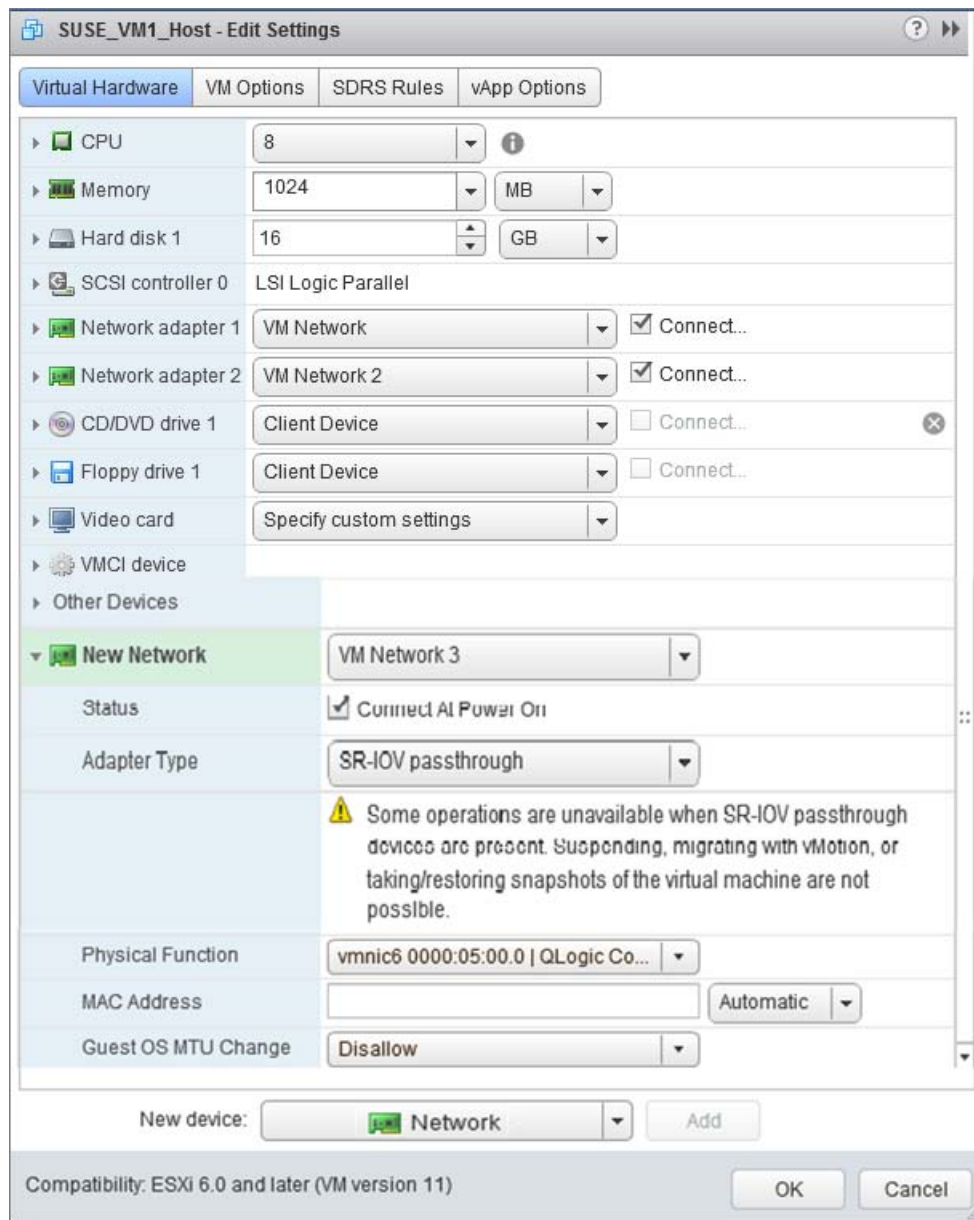 SUSE_VM1_Host - Edit Settings
Virtual Hardware VM Options SDRS Rules vApp Options
CPU 8
Memory 1024 MB
Hard disk 1 16 GB
SCSI controller 0 LSI Logic Parallel
Network adapter 1 VM Network Connect...
Network adapter 2 VM Network 2 Connect...
CD/DVD drive 1 Client Device Connect...
Floppy drive 1 Client Device Connect...
Video card Specify custom settings
VMCI device
Other Devices
New Network VM Network 3
Status Connect At Power On
Adapter Type SR-IOV passthrough
Some operations are unavailable when SR-IOV passthrough
devices are present. Suspending, migrating with vMotion, or
taking/restoring snapshots of the virtual machine are not
possible.
Physical Function vmnic6 0000:05:00.0 | QLogic Co...
MAC Address Automatic
Guest OS MTU Change Disallow
New device: Network Add
Compatibility: ESXi 6.0 and later (VM version 11) OK Cancel